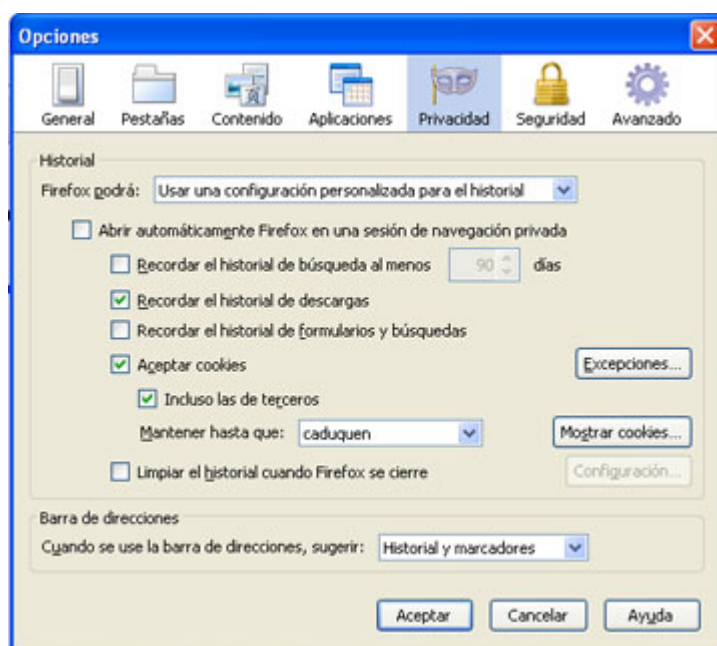 Opciones
General Pestañas Contenido Aplicaciones Privacidad Seguridad Avanzado
Historial
Firefox podrá: Usar una configuración personalizada para el historial
Abrir automáticamente Firefox en una sesión de navegación privada
Recordar el historial de búsqueda al menos 90 días
Recordar el historial de descargas
Recordar el historial de formularios y búsquedas
Aceptar cookies Excepciones...
Incluso las de terceros
Mantener hasta que: caduquen Mostrar cookies...
Limpiar el historial cuando Firefox se cierre Configuración...
Barra de direcciones
Cuando se use la barra de direcciones, sugerir: Historial y marcadores
Aceptar Cancelar Ayuda